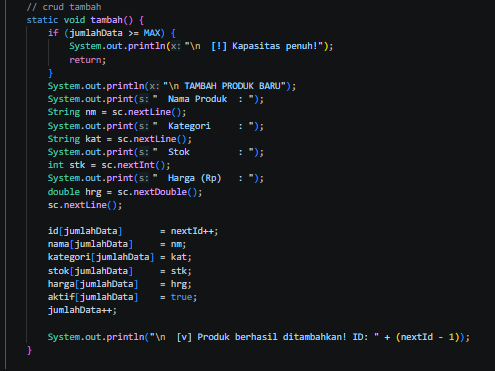 // crud tambah
static void tambah() {
if (jumlahData >= MAX) {
System.out.println(x: "\n  [!] Kapasitas penuh!");
return;
}
System.out.println(x: "\n TAMBAH PRODUK BARU");
System.out.print(s: "  Nama Produk  : ");
String nm = sc.nextLine();
System.out.print(s: "  Kategori     : ");
String kat = sc.nextLine();
System.out.print(s: "  Stok         : ");
int stk = sc.nextInt();
System.out.print(s: "  Harga (Rp)   : ");
double hrg = sc.nextDouble();
sc.nextLine();
id[jumlahData]       = nextId++;
nama[jumlahData]     = nm;
kategori[jumlahData] = kat;
stok[jumlahData]     = stk;
harga[jumlahData]    = hrg;
aktif[jumlahData]    = true;
jumlahData++;
System.out.println("\n  [v] Produk berhasil ditambahkan! ID: " + (nextId - 1));
}